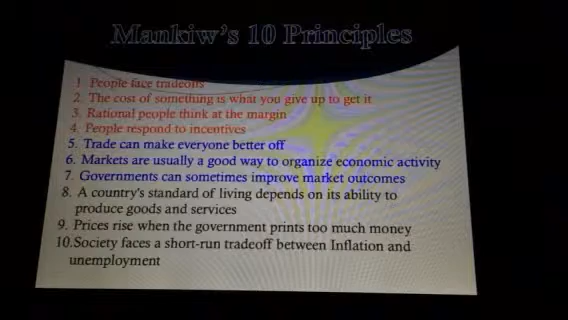 Mankiw's 10 Principles
1. People face tradeoffs
2. The cost of something is what you give up to get it
3. Rational people think at the margin
4. People respond to incentives
5. Trade can make everyone better off
6. Markets are usually a good way to organize economic activity
7. Governments can sometimes improve market outcomes
8. A country's standard of living depends on its ability to
produce goods and services
9. Prices rise when the government prints too much money
10.Society faces a short-run tradeoff between Inflation and
unemployment